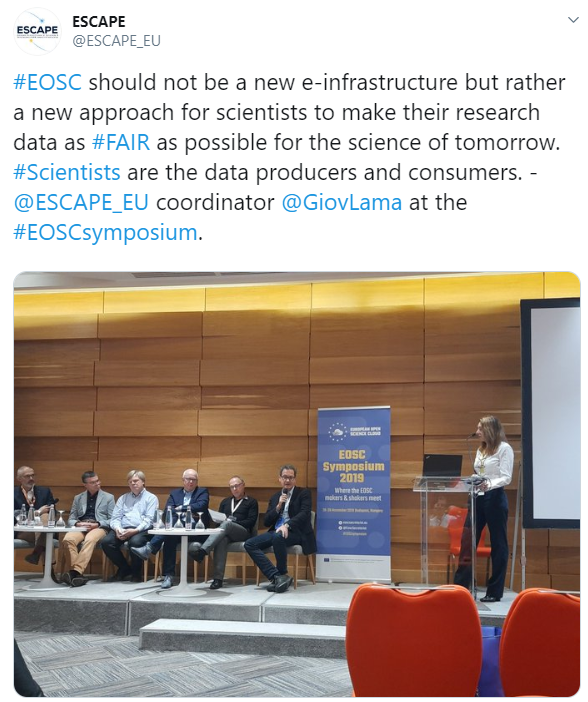 ESCAPE
ESCAPE
@ESCAPE_EU
#EOSC should not be a new e-infrastructure but rather
a new approach for scientists to make their research
data as #FAIR as possible for the science of tomorrow.
#Scientists are the data producers and consumers. -
@ESCAPE_EU coordinator @GiovLama at the
#EOSCsymposium.
EUROPEAN OPEN
SCIENCE CLOUD
EOSC
Symposium
2019
Where the EOSC
makers & shakers meet